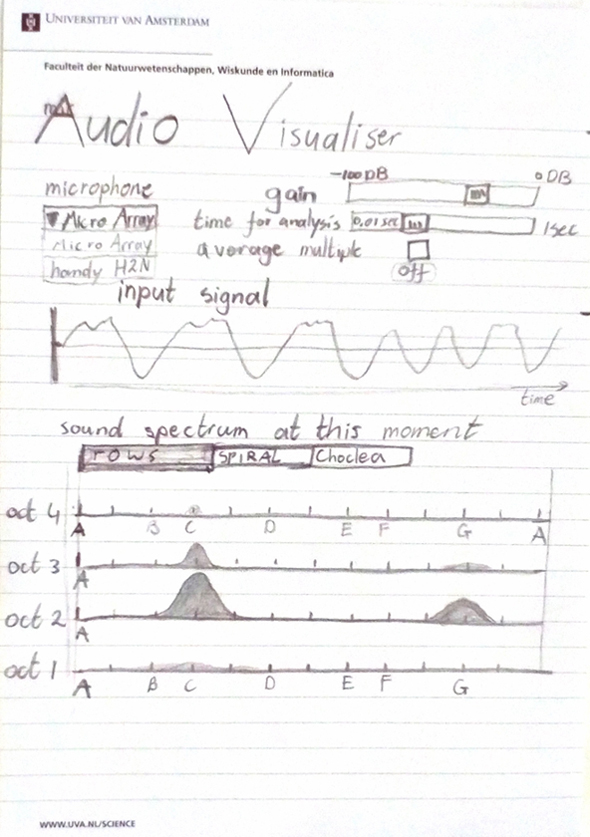 UNIVERSITEIT VAN AMSTERDAM
Faculteit der Natuurwetenschappen, Wiskunde en Informatica
Audio Visualiser
-100 DB 0 DB
microphone gain
Micro Array time for analysis 0.01 sec 1sec
Micro Array average multiple
handy H2N off
input signal
time
sound spectrum at this moment
rows SPIRAL Choclea
oct 4
A B C D E F G A
oct 3
A
oct 2
A
oct 1
A B C D E F G
WWW.UVA.NL/SCIENCE